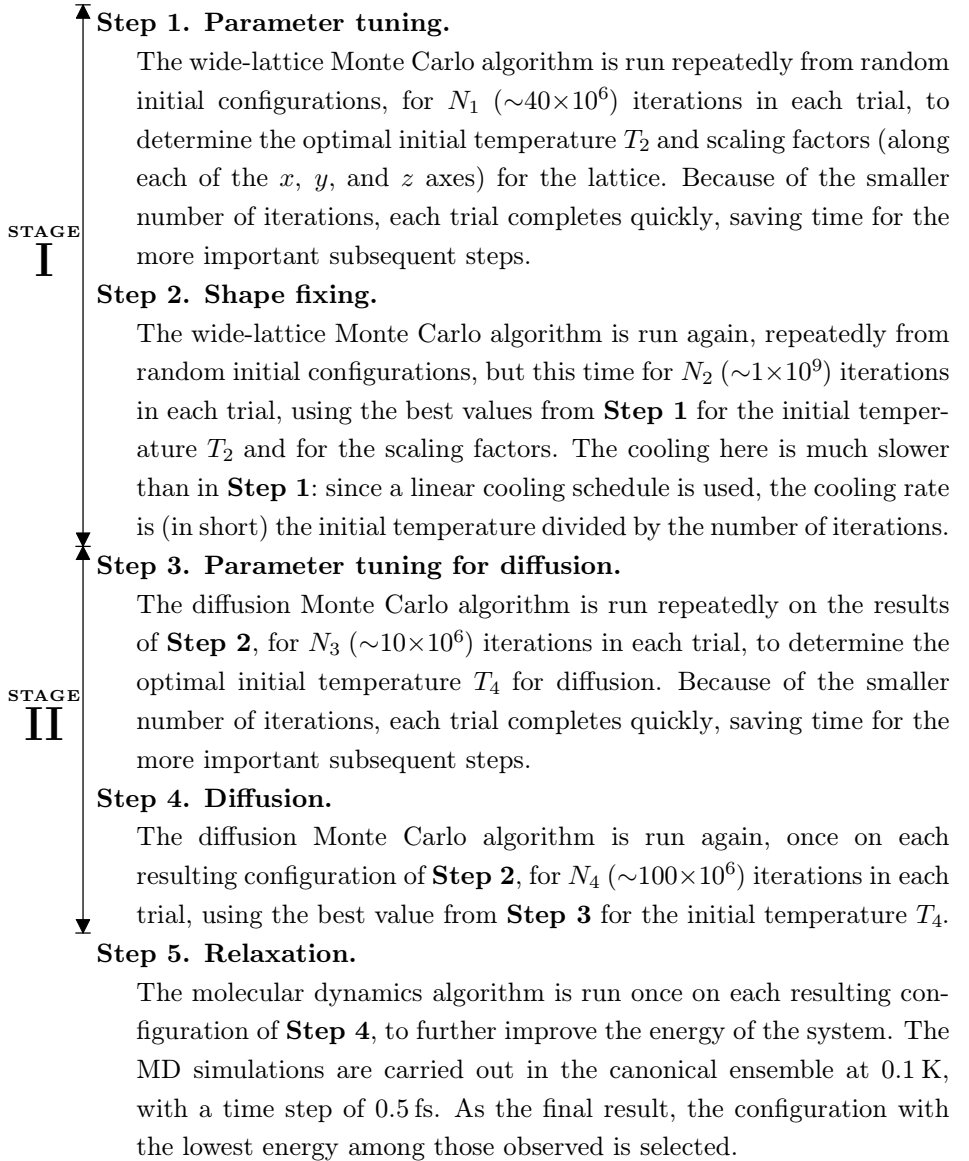 Step 1. Parameter tuning.
The wide-lattice Monte Carlo algorithm is run repeatedly from random
initial configurations, for N₁ (∼40×10⁶) iterations in each trial, to
determine the optimal initial temperature T₂ and scaling factors (along
each of the x, y, and z axes) for the lattice. Because of the smaller
number of iterations, each trial completes quickly, saving time for the
more important subsequent steps.
STAGE
I
Step 2. Shape fixing.
The wide-lattice Monte Carlo algorithm is run again, repeatedly from
random initial configurations, but this time for N₂ (∼1×10⁹) iterations
in each trial, using the best values from Step 1 for the initial temper-
ature T₂ and for the scaling factors. The cooling here is much slower
than in Step 1: since a linear cooling schedule is used, the cooling rate
is (in short) the initial temperature divided by the number of iterations.
Step 3. Parameter tuning for diffusion.
The diffusion Monte Carlo algorithm is run repeatedly on the results
of Step 2, for N₃ (∼10×10⁶) iterations in each trial, to determine the
optimal initial temperature T₄ for diffusion. Because of the smaller
number of iterations, each trial completes quickly, saving time for the
more important subsequent steps.
STAGE
II
Step 4. Diffusion.
The diffusion Monte Carlo algorithm is run again, once on each
resulting configuration of Step 2, for N₄ (∼100×10⁶) iterations in each
trial, using the best value from Step 3 for the initial temperature T₄.
Step 5. Relaxation.
The molecular dynamics algorithm is run once on each resulting con-
figuration of Step 4, to further improve the energy of the system. The
MD simulations are carried out in the canonical ensemble at 0.1 K,
with a time step of 0.5 fs. As the final result, the configuration with
the lowest energy among those observed is selected.